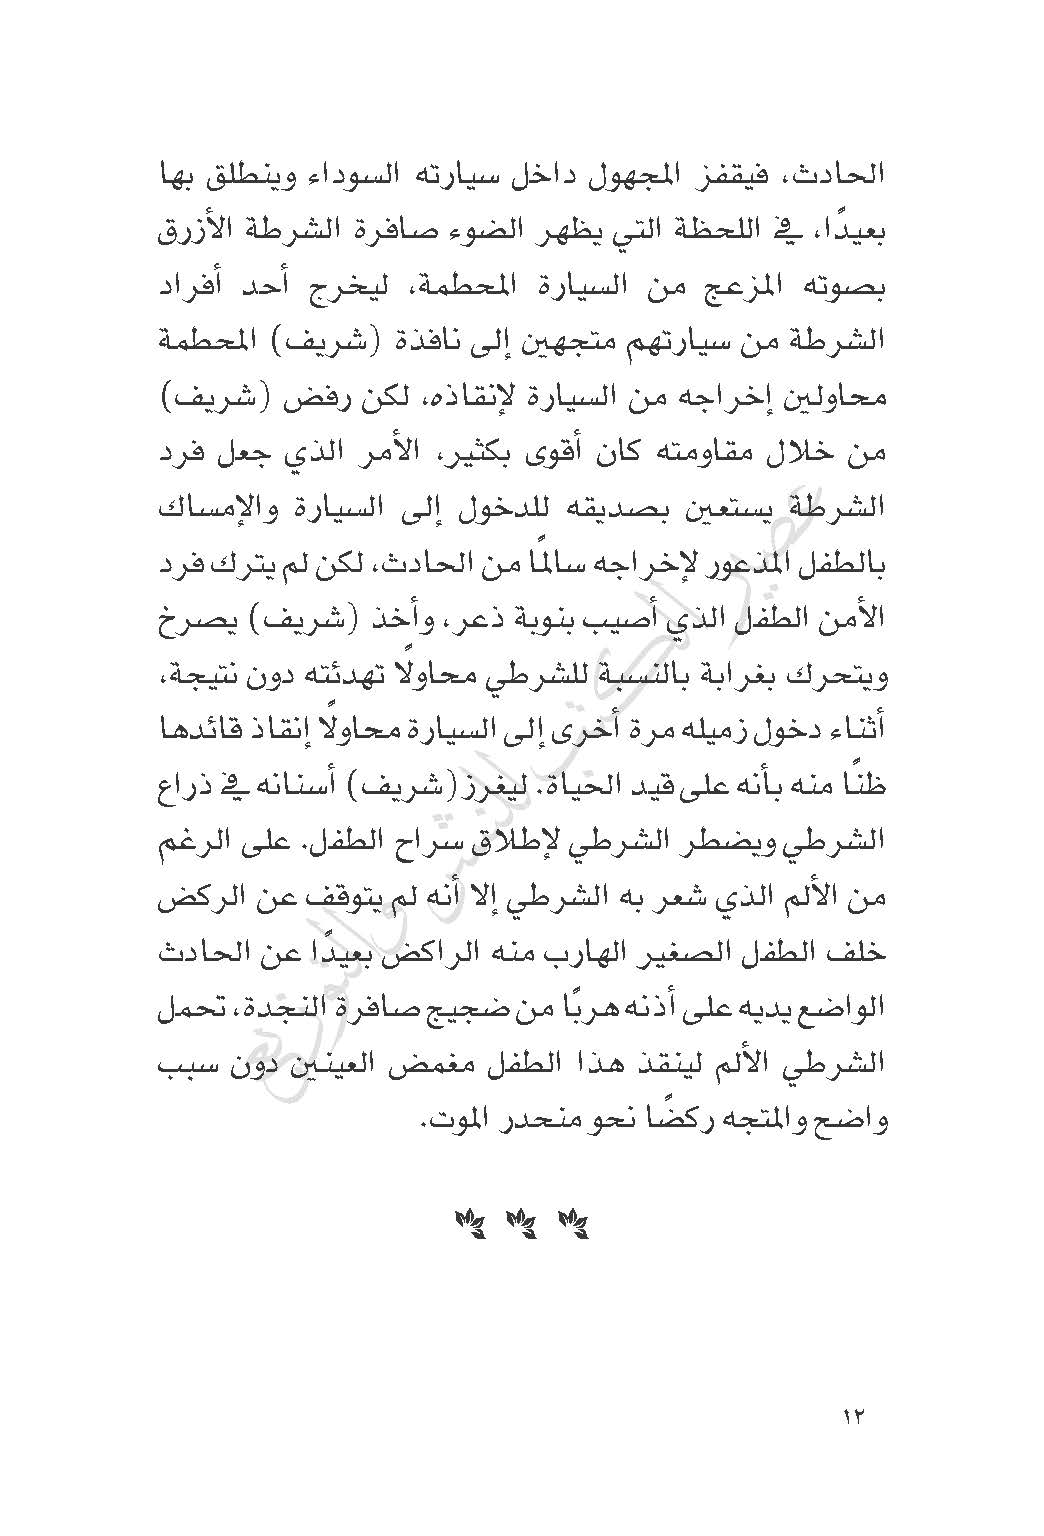 الحادث، فيقفز المجهول داخل سيارته السوداء وينطلق بها
بعيدًا، في اللحظة التي يظهر الضوء صافرة الشرطة الأزرق
بصوته المزعج من السيارة المحطمة، ليخرج أحد أفراد
الشرطة من سيارتهم متجهين إلى نافذة (شريف) المحطمة
محاولين إخراجه من السيارة لإنقاذه، لكن رفض (شريف)
من خلال مقاومته كان أقوى بكثير، الأمر الذي جعل فرد
الشرطة يستعين بصديقه للدخول إلى السيارة والإمساك
بالطفل المذعور لإخراجه سالمًا من الحادث، لكن لم يترك فرد
الأمن الطفل الذي أصيب بنوبة ذعر، وأخذ (شريف) يصرخ
ويتحرك بغرابة بالنسبة للشرطي محاولًا تهدئته دون نتيجة،
أثناء دخول زميله مرة أخرى إلى السيارة محاولًا إنقاذ قائدها
ظنًا منه بأنه على قيد الحياة. ليغرز(شريف) أسنانه في ذراع
الشرطي ويضطر الشرطي لإطلاق سراح الطفل. على الرغم
من الألم الذي شعر به الشرطي إلا أنه لم يتوقف عن الركض
خلف الطفل الصغير الهارب منه الراكض بعيدًا عن الحادث
الواضع يديه على أذنه هربًا من ضجيج صافرة النجدة، تحمل
الشرطي الألم لينقذ هذا الطفل مغمض العينين دون سبب
واضح والمتجه ركضًا نحو منحدر الموت.
١٢
عصير الكتب للنشر والتوزيع